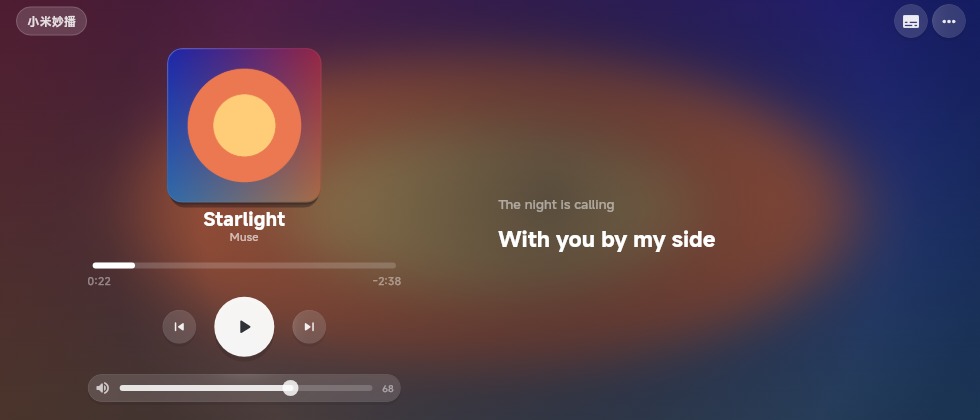 小米妙播
Starlight
Muse
0:22
-2:38
68
The night is calling
With you by my side